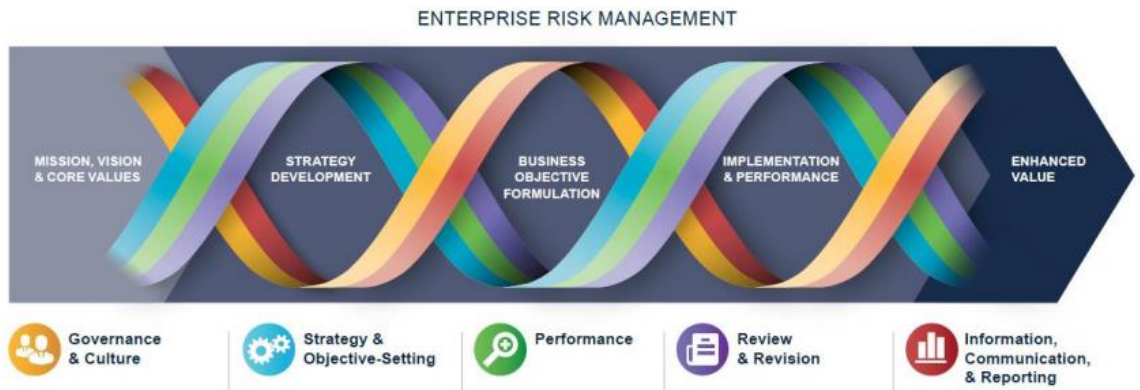 ENTERPRISE RISK MANAGEMENT
MISSION, VISION
& CORE VALUES
STRATEGY
DEVELOPMENT
BUSINESS
OBJECTIVE
FORMULATION
IMPLEMENTATION
& PERFORMANCE
ENHANCED
VALUE
Governance
& Culture
Strategy &
Objective-Setting
Performance
Review
& Revision
Information,
Communication,
& Reporting